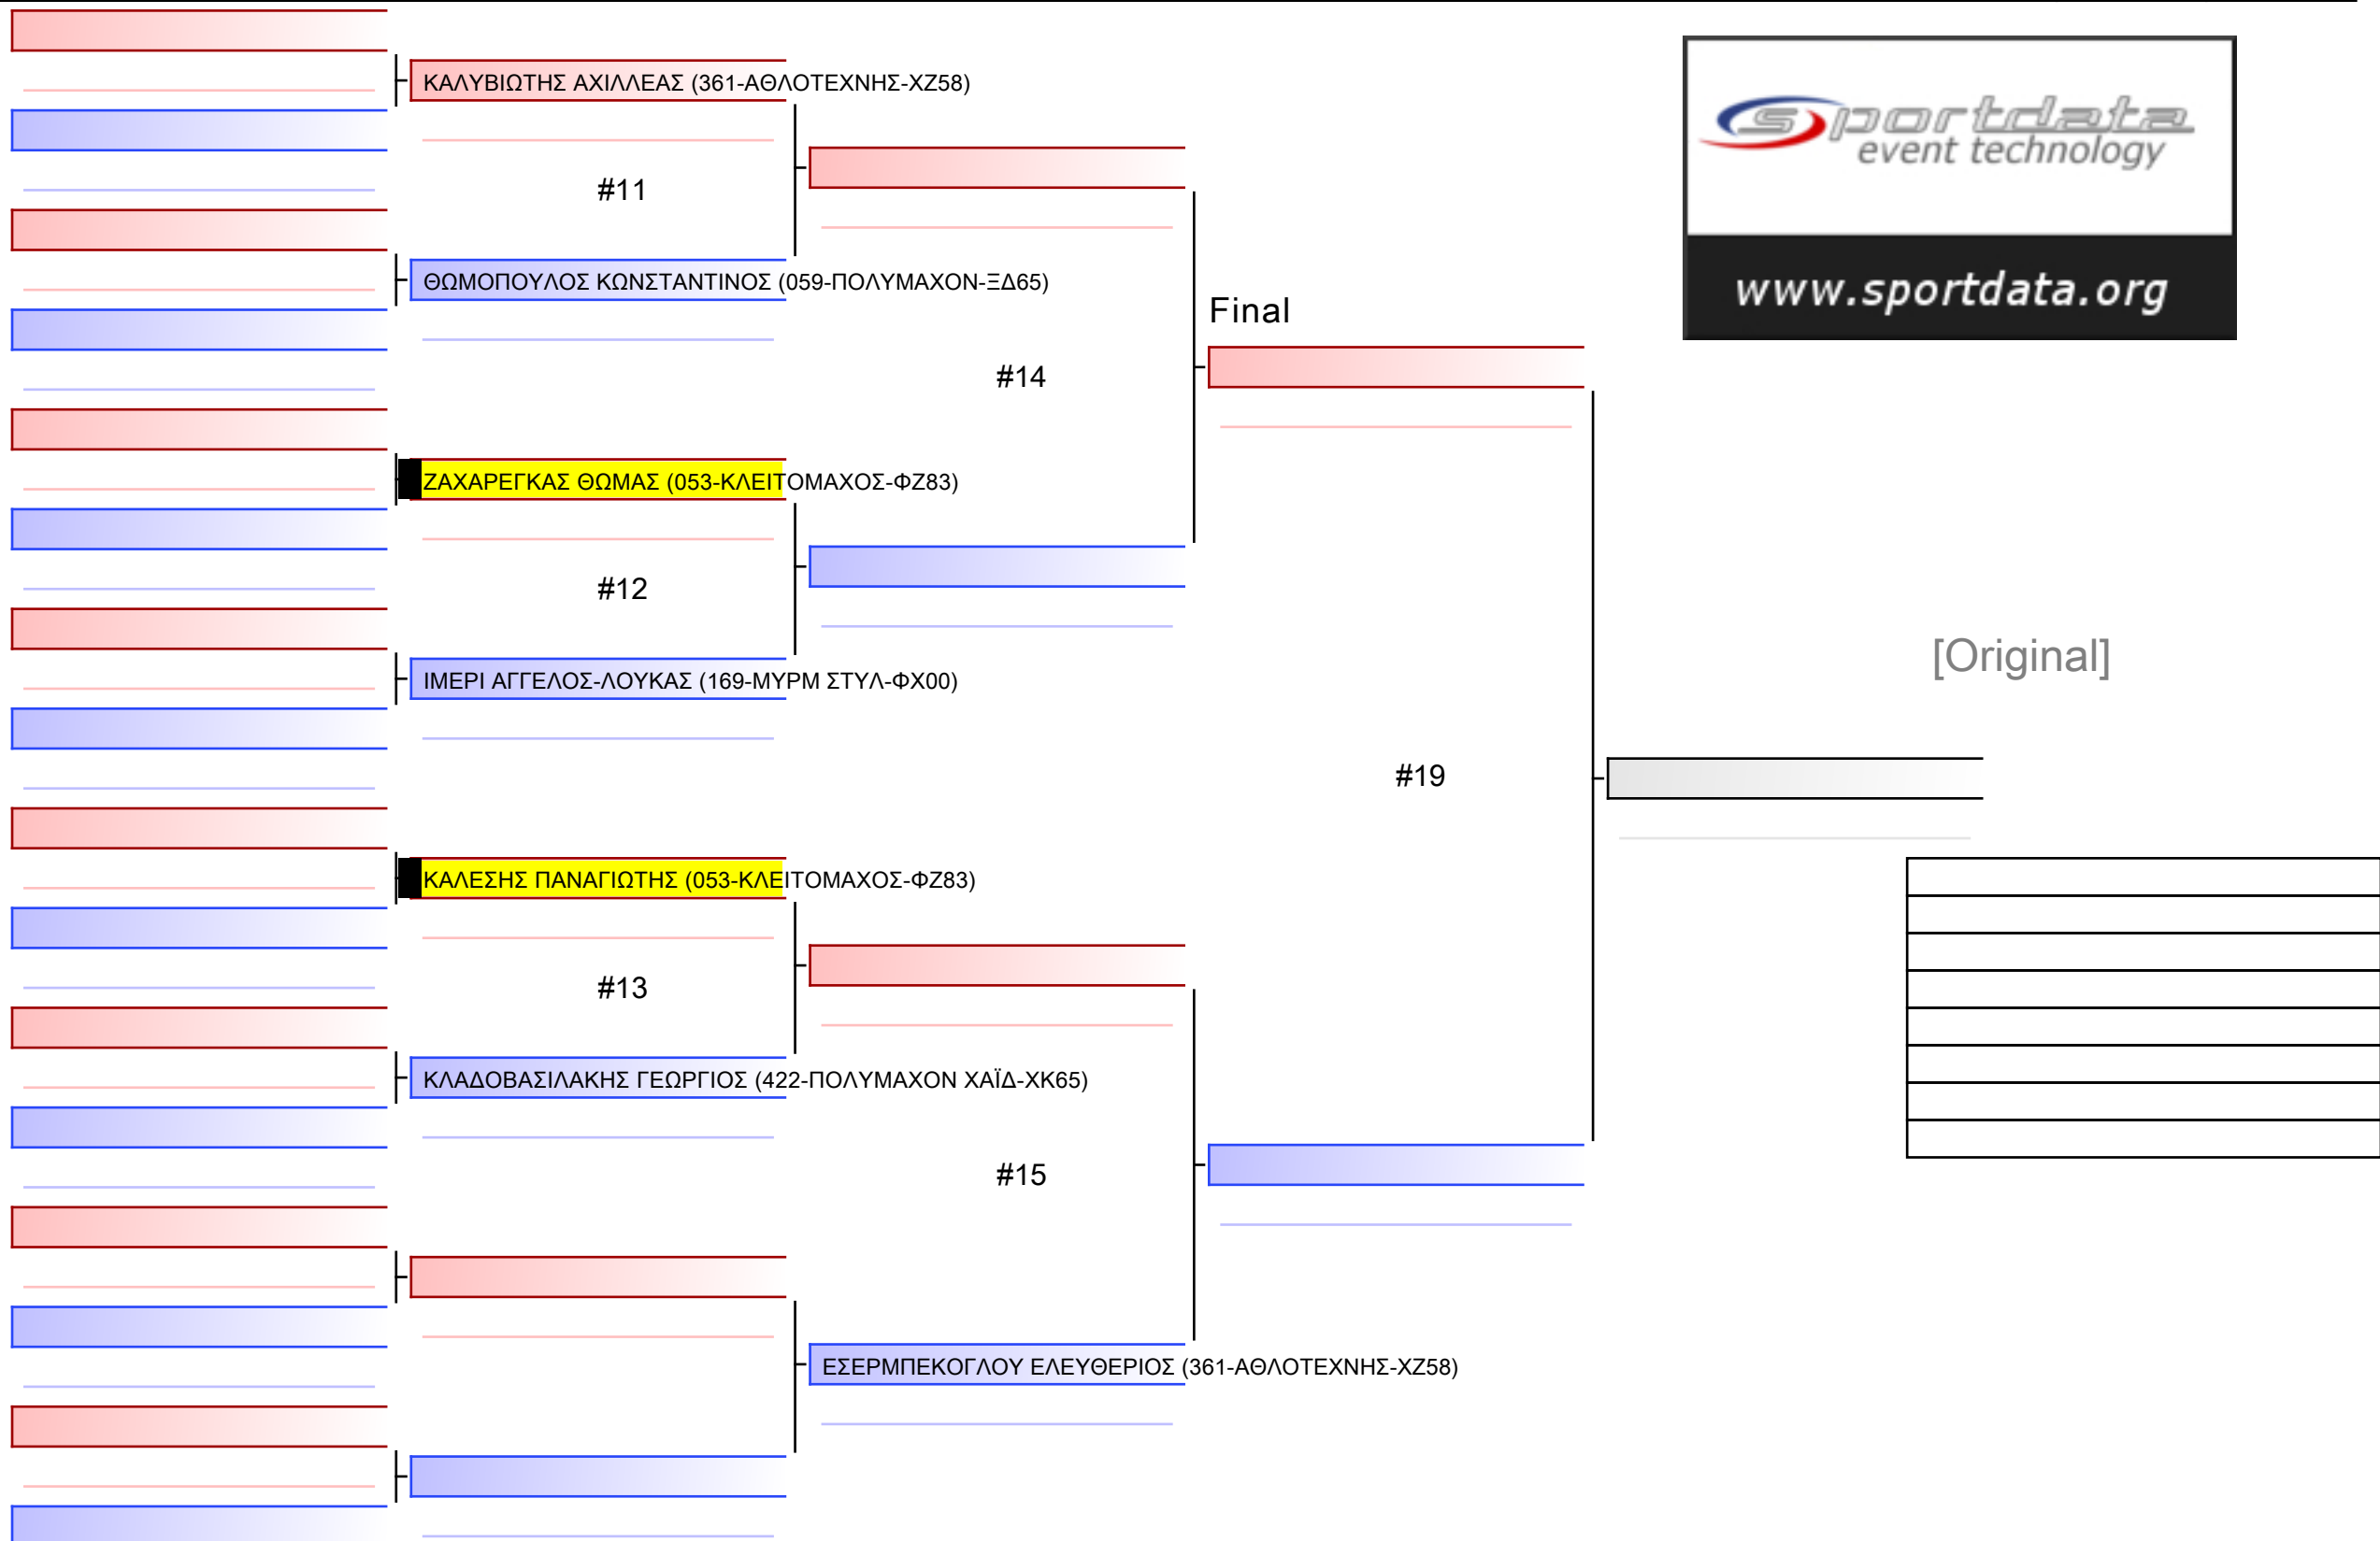 ΚΑΛΥΒΙΩΤΗΣ ΑΧΙΛΛΕΑΣ (361-ΑΘΛΟΤΕΧΝΗΣ-ΧΖ58)
#11
ΘΩΜΟΠΟΥΛΟΣ ΚΩΝΣΤΑΝΤΙΝΟΣ (059-ΠΟΛΥΜΑΧΟΝ-ΞΔ65)
sportdata
event technology
www.sportdata.org
Final
#14
ΖΑΧΑΡΕΓΚΑΣ ΘΩΜΑΣ (053-ΚΛΕΙΤΟΜΑΧΟΣ-ΦΖ83)
#12
ΙΜΕΡΙ ΑΓΓΕΛΟΣ-ΛΟΥΚΑΣ (169-ΜΥΡΜ ΣΤΥΛ-ΦΧ00)
[Original]
#19
ΚΑΛΕΣΗΣ ΠΑΝΑΓΙΩΤΗΣ (053-ΚΛΕΙΤΟΜΑΧΟΣ-ΦΖ83)
#13
ΚΛΑΔΟΒΑΣΙΛΑΚΗΣ ΓΕΩΡΓΙΟΣ (422-ΠΟΛΥΜΑΧΟΝ ΧΑΪΔ-ΧΚ65)
#15
ΕΣΕΡΜΠΕΚΟΓΛΟΥ ΕΛΕΥΘΕΡΙΟΣ (361-ΑΘΛΟΤΕΧΝΗΣ-ΧΖ58)